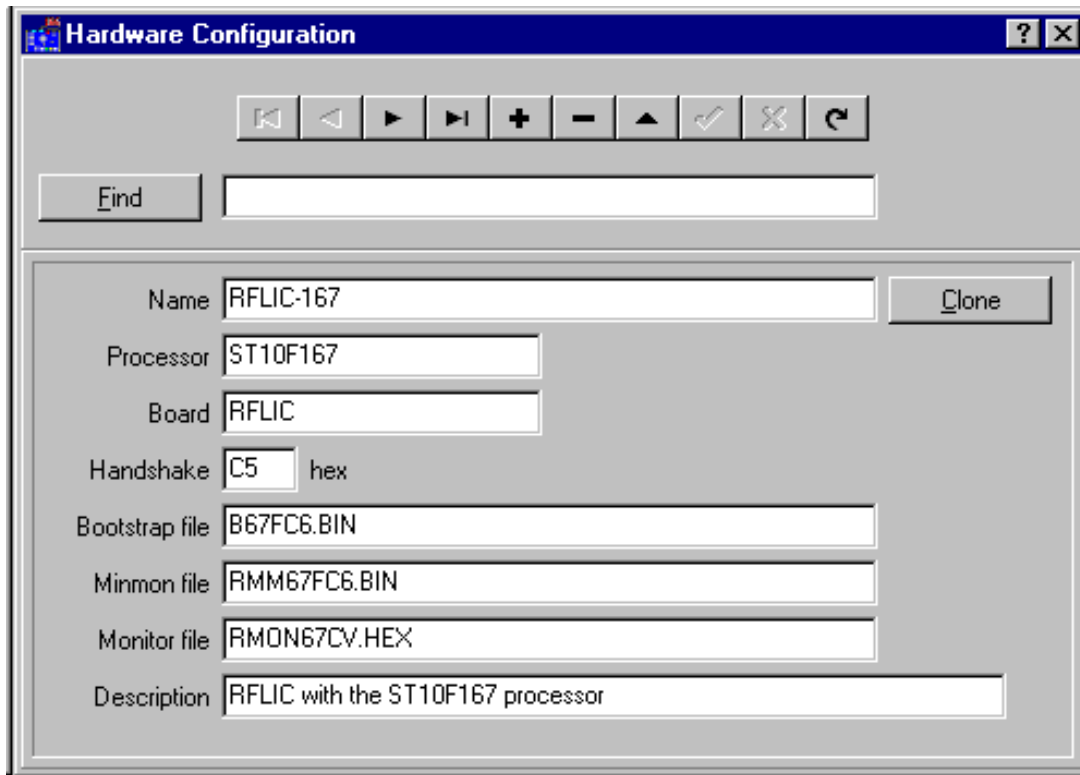 Hardware Configuration
Find
Name RFLIC-167 Clone
Processor ST10F167
Board RFLIC
Handshake C5 hex
Bootstrap file B67FC6.BIN
Minmon file RMM67FC6.BIN
Monitor file RMON67CV.HEX
Description RFLIC with the ST10F167 processor